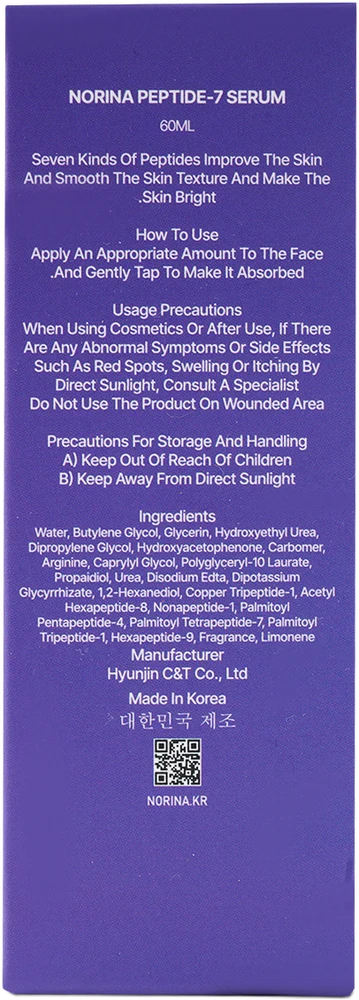 NORINA PEPTIDE-7 SERUM
60ML
Seven Kinds Of Peptides Improve The Skin
And Smooth The Skin Texture And Make The
.Skin Bright
How To Use
Apply An Appropriate Amount To The Face
.And Gently Tap To Make It Absorbed
Usage Precautions
When Using Cosmetics Or After Use, If There
Are Any Abnormal Symptoms Or Side Effects
Such As Red Spots, Swelling Or Itching By
Direct Sunlight, Consult A Specialist
Do Not Use The Product On Wounded Area
Precautions For Storage And Handling
A) Keep Out Of Reach Of Children
B) Keep Away From Direct Sunlight
Ingredients
Water, Butylene Glycol, Glycerin, Hydroxyethyl Urea,
Dipropylene Glycol, Hydroxyacetophenone, Carbomer,
Arginine, Caprylyl Glycol, Polyglyceryl-10 Laurate,
Propaidiol, Urea, Disodium Edta, Dipotassium
Glycyrrhizate, 1,2-Hexanediol, Copper Tripeptide-1, Acetyl
Hexapeptide-8, Nonapeptide-1, Palmitoyl
Pentapeptide-4, Palmitoyl Tetrapeptide-7, Palmitoyl
Tripeptide-1, Hexapeptide-9, Fragrance, Limonene
Manufacturer
Hyunjin C&T Co., Ltd
Made In Korea
대한민국 제조
NORINA.KR